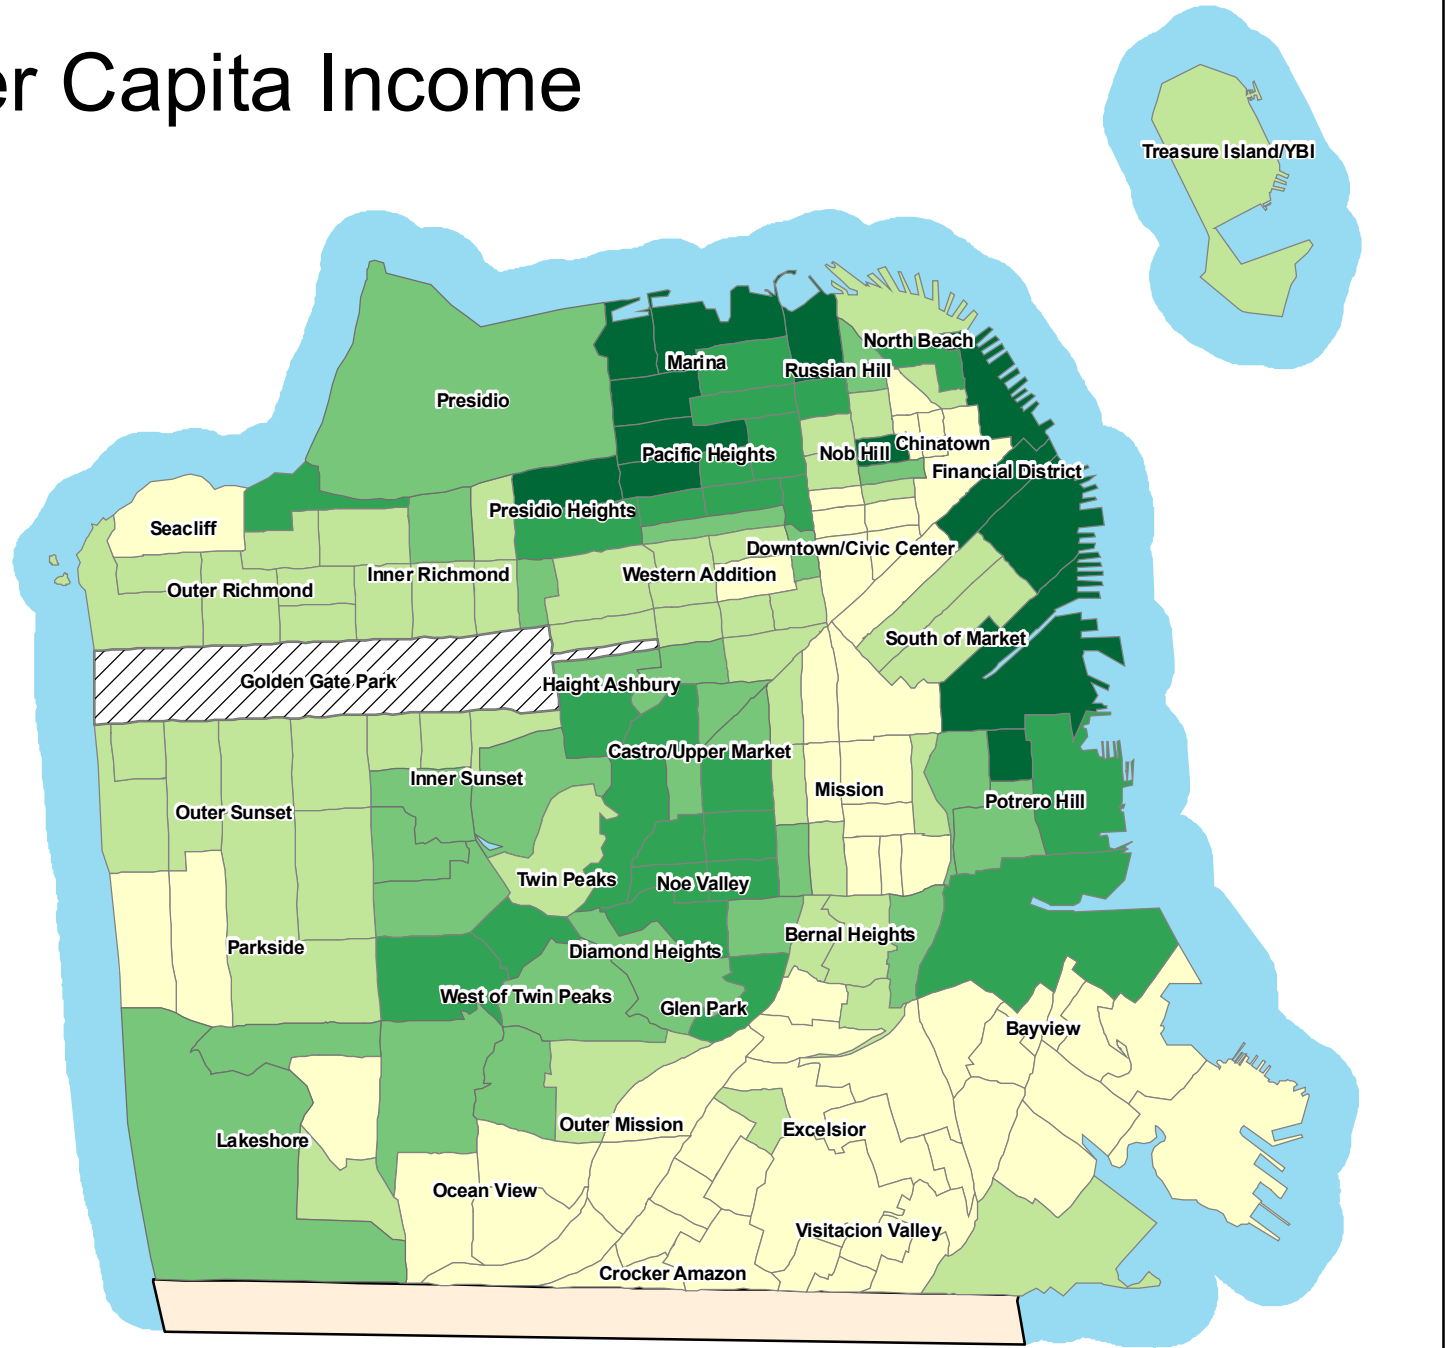 er Capita Income
Treasure Island/YBI
North Beach
Marina
Russian Hill
Presidio
Chinatown
Pacific Heights
Nob Hill
Financial District
Presidio Heights
Seacliff
Downtown/Civic Center
Inner Richmond
Western Addition
Outer Richmond
South of Market
Golden Gate Park
Haight Ashbury
Castro/Upper Market
Inner Sunset
Mission
Potrero Hill
Outer Sunset
Twin Peaks
Noe Valley
Bernal Heights
Parkside
Diamond Heights
West of Twin Peaks
Glen Park
Bayview
Outer Mission
Excelsior
Lakeshore
Ocean View
Visitacion Valley
Crocker Amazon